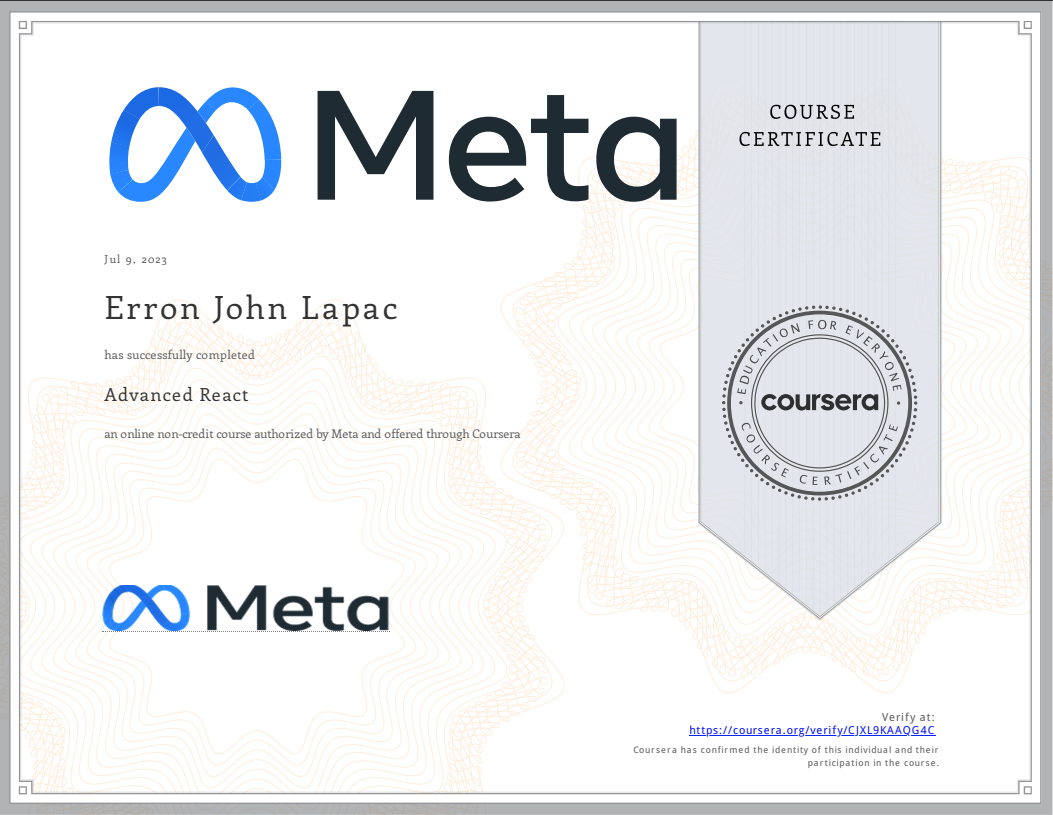 Meta
COURSE
CERTIFICATE
Jul 9, 2023
Erron John Lapac
has successfully completed
Advanced React
an online non-credit course authorized by Meta and offered through Coursera
EDUCATION FOR EVERYONE
coursera
COURSE CERTIFICATE
Meta
Verify at:
https://coursera.org/verify/CJXL9KAAQG4C
Coursera has confirmed the identity of this individual and their
participation in the course.